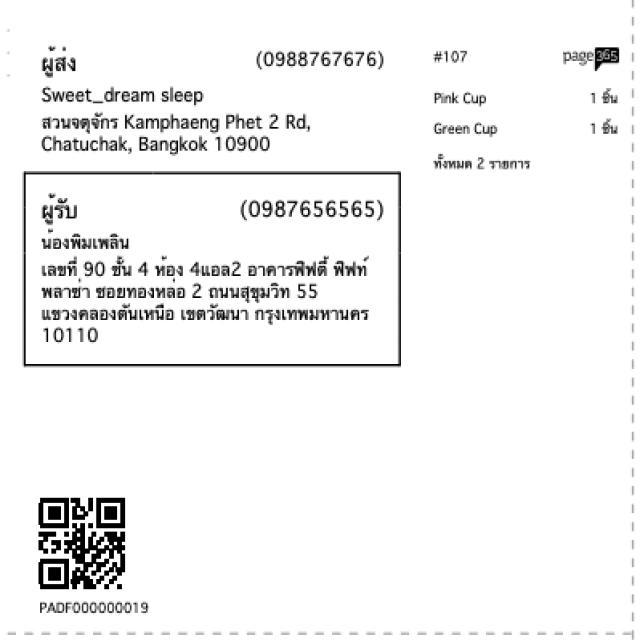 ผู้ส่ง (0988767676)
Sweet_dream sleep
สวนจตุจักร Kamphaeng Phet 2 Rd,
Chatuchak, Bangkok 10900
ผู้รับ (0987656565)
น้องพิมเพลิน
เลขที่ 90 ชั้น 4 ห้อง 4แอล2 อาคารฟิฟตี้ ฟิฟท์
พลาซ่า ซอยทองหล่อ 2 ถนนสุขุมวิท 55
แขวงคลองตันเหนือ เขตวัฒนา กรุงเทพมหานคร
10110
#107 page365
Pink Cup 1 ชิ้น
Green Cup 1 ชิ้น
ทั้งหมด 2 รายการ
PADF000000019